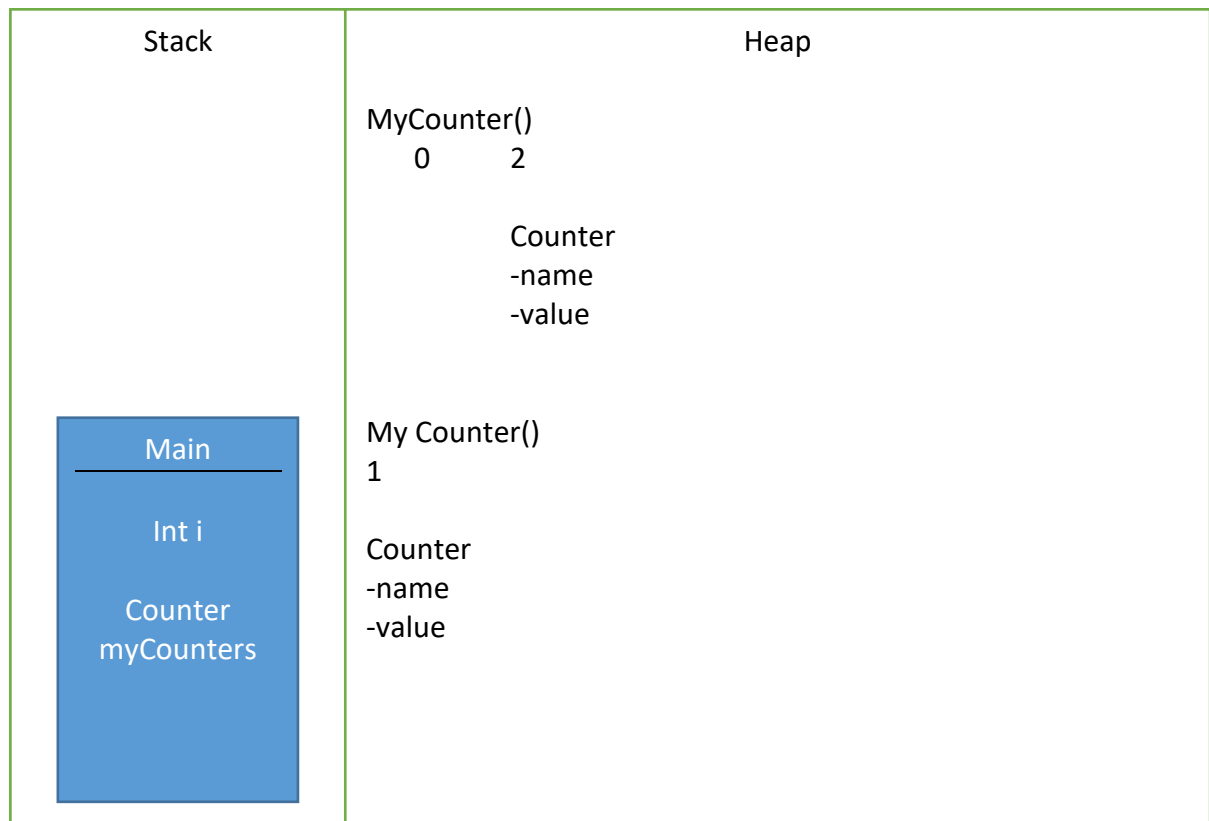 Stack
Heap
MyCounter()
0 2
Counter
-name
-value
Main
Int i
Counter
myCounters
My Counter()
1
Counter
-name
-value